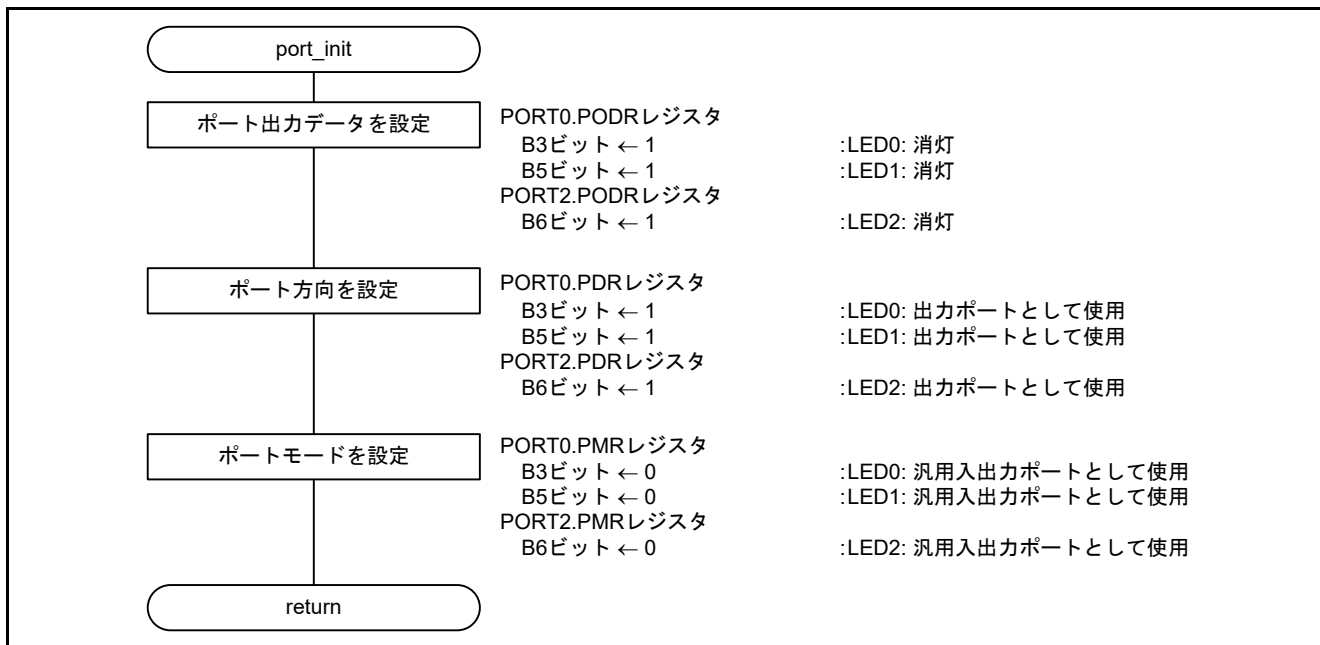 port_init
ポート出力データを設定
PORT0.PODRレジスタ
B3ビット ← 1 :LED0: 消灯
B5ビット ← 1 :LED1: 消灯
PORT2.PODRレジスタ
B6ビット ← 1 :LED2: 消灯
ポート方向を設定
PORT0.PDRレジスタ
B3ビット ← 1 :LED0: 出力ポートとして使用
B5ビット ← 1 :LED1: 出力ポートとして使用
PORT2.PDRレジスタ
B6ビット ← 1 :LED2: 出力ポートとして使用
ポートモードを設定
PORT0.PMRレジスタ
B3ビット ← 0 :LED0: 汎用入出力ポートとして使用
B5ビット ← 0 :LED1: 汎用入出力ポートとして使用
PORT2.PMRレジスタ
B6ビット ← 0 :LED2: 汎用入出力ポートとして使用
return